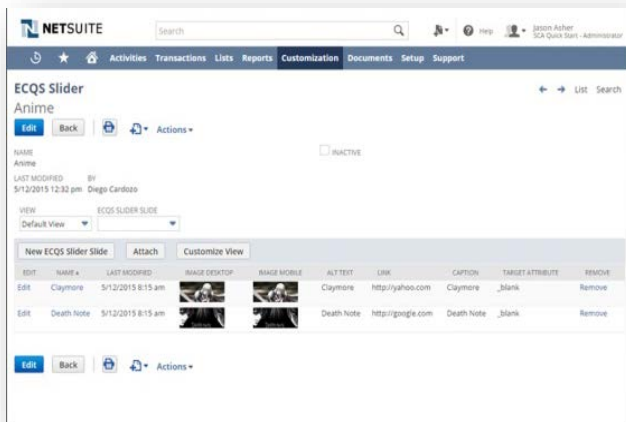 NETSUITE
Search
Help
Jason Asher
SCA Quick Start - Administrator
Activities Transactions Lists Reports Customization Documents Setup Support
ECQS Slider
List Search
Anime
Edit Back Actions
NAME
INACTIVE
Anime
LAST MODIFIED BY
5/12/2015 12:32 pm Diego Cardozo
VIEW ECQS SLIDER SLIDE
Default View
New ECQS Slider Slide Attach Customize View
EDIT NAME LAST MODIFIED IMAGE DESKTOP IMAGE MOBILE ALT TEXT LINK CAPTION TARGET ATTRIBUTE REMOVE
Edit Claymore 5/12/2015 8:15 am Claymore http://yahoo.com Claymore _blank Remove
Edit Death Note 5/12/2015 8:15 am Death Note http://google.com Death Note _blank Remove
Edit Back Actions